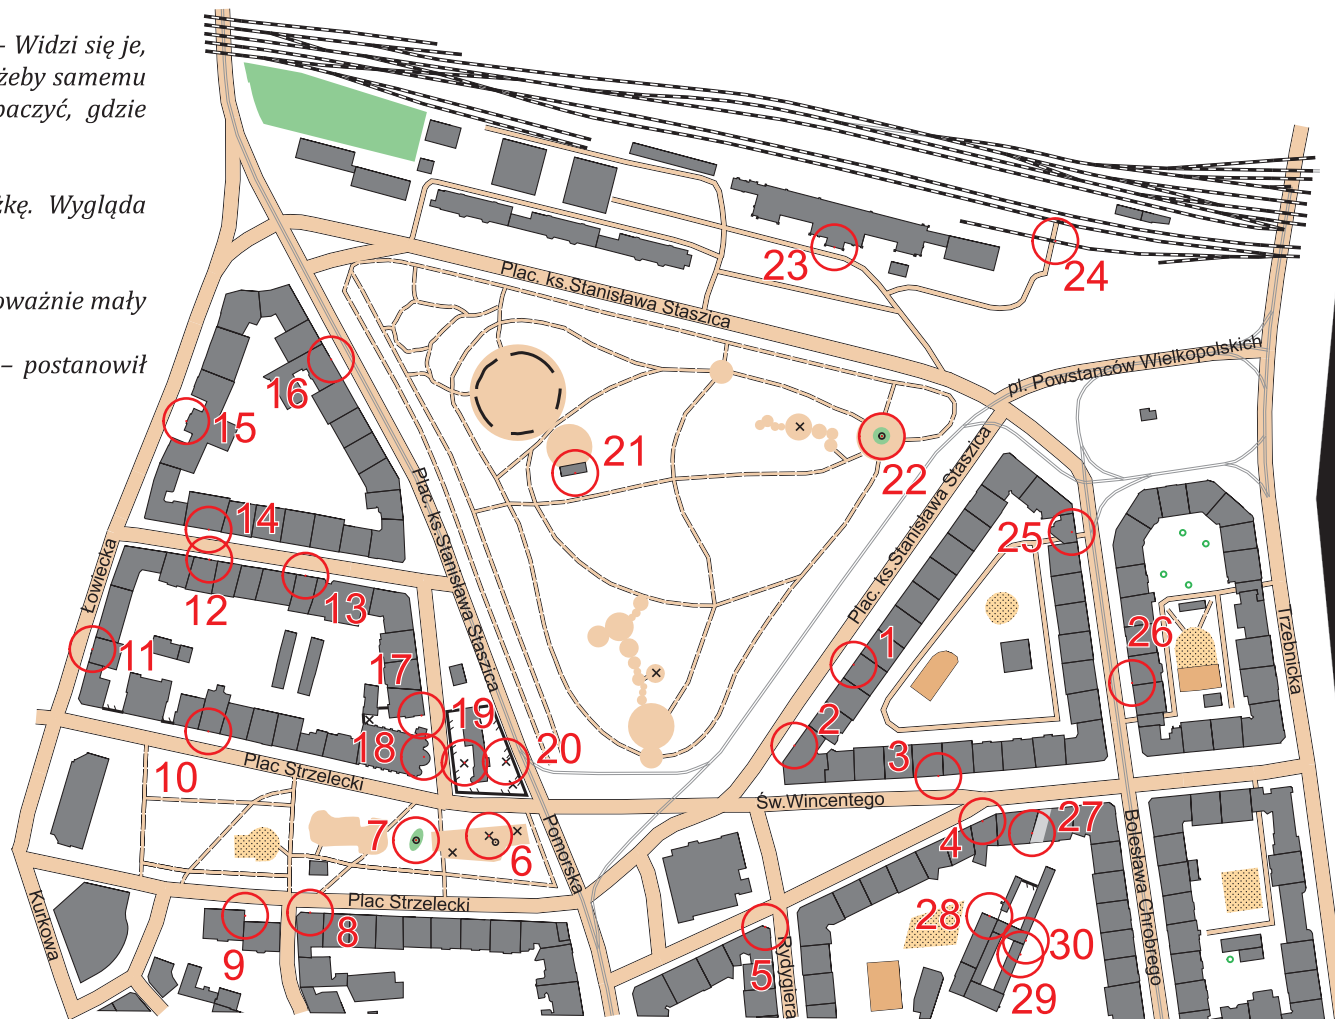 – Widzi się je,
żeby samemu
baczyć, gdzie
żkę. Wygląda
oważnie mały
– postanowił
Plac. ks.Stanisława Staszica
23
24
pl. Powstanców Wielkopolskich
16
15
21
22
Plac. ks.Stanisława Staszica
Plac. ks.Stanisława Staszica
14
25
Łowiecka
12
13
1
26
Trzebnicka
11
17
19
2
18
20
3
10
Plac Strzelecki
Św.Wincentego
27
7
6
4
Pomorska
Bolesława Chrobrego
Kurkowa
Plac Strzelecki
28
8
9
5
Rydygiera
30
29